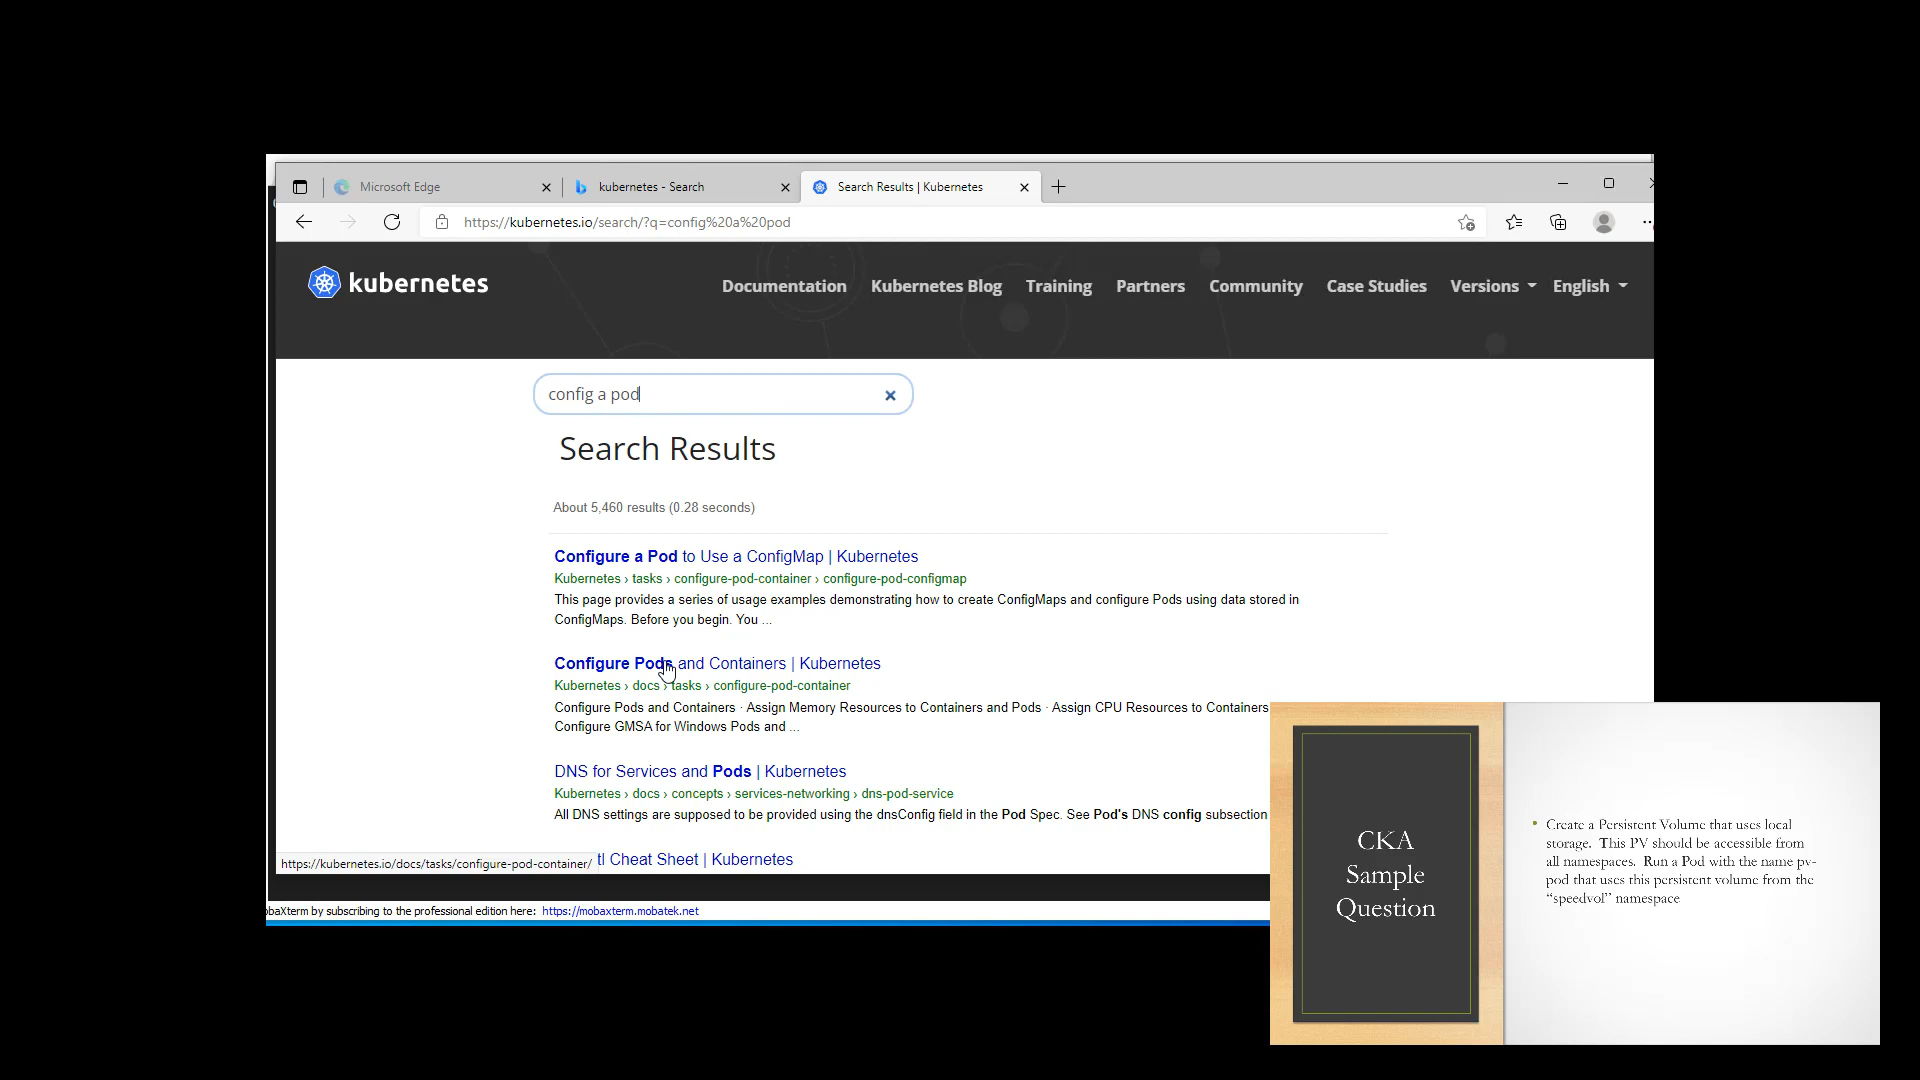 Microsoft Edge
kubernetes - Search
Search Results | Kubernetes
https://kubernetes.io/search/?q=config%20a%20pod
kubernetes
Documentation
Kubernetes Blog
Training
Partners
Community
Case Studies
Versions
English
config a pod
Search Results
About 5,460 results (0.28 seconds)
Configure a Pod to Use a ConfigMap | Kubernetes
Kubernetes › tasks › configure-pod-container › configure-pod-configmap
This page provides a series of usage examples demonstrating how to create ConfigMaps and configure Pods using data stored in
ConfigMaps. Before you begin. You ...
Configure Pods and Containers | Kubernetes
Kubernetes › docs › tasks › configure-pod-container
Configure Pods and Containers · Assign Memory Resources to Containers and Pods · Assign CPU Resources to Containers
Configure GMSA for Windows Pods and ...
DNS for Services and Pods | Kubernetes
Kubernetes › docs › concepts › services-networking › dns-pod-service
All DNS settings are supposed to be provided using the dnsConfig field in the Pod Spec. See Pod's DNS config subsection
tl Cheat Sheet | Kubernetes
https://kubernetes.io/docs/tasks/configure-pod-container/
baXterm by subscribing to the professional edition here: https://mobaxterm.mobatek.net
CKA
Sample
Question
• Create a Persistent Volume that uses local
storage. This PV should be accessible from
all namespaces. Run a Pod with the name pv-
pod that uses this persistent volume from the
“speedvol” namespace